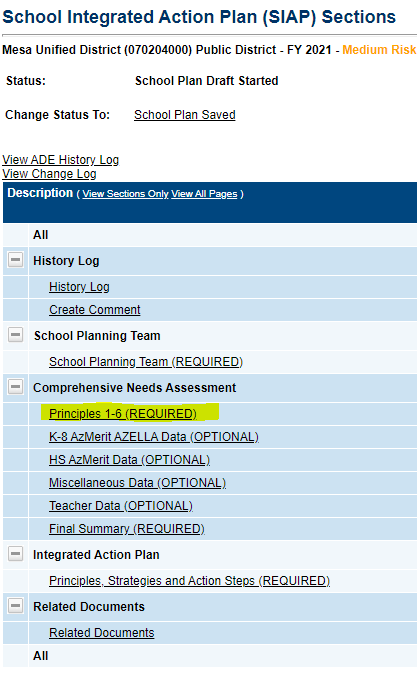 School Integrated Action Plan (SIAP) Sections
Mesa Unified District (070204000) Public District - FY 2021 - Medium Risk
Status: School Plan Draft Started
Change Status To: School Plan Saved
View ADE History Log
View Change Log
Description ( View Sections Only View All Pages )
All
History Log
History Log
Create Comment
School Planning Team
School Planning Team (REQUIRED)
Comprehensive Needs Assessment
Principles 1-6 (REQUIRED)
K-8 AzMerit AZELLA Data (OPTIONAL)
HS AzMerit Data (OPTIONAL)
Miscellaneous Data (OPTIONAL)
Teacher Data (OPTIONAL)
Final Summary (REQUIRED)
Integrated Action Plan
Principles, Strategies and Action Steps (REQUIRED)
Related Documents
Related Documents
All